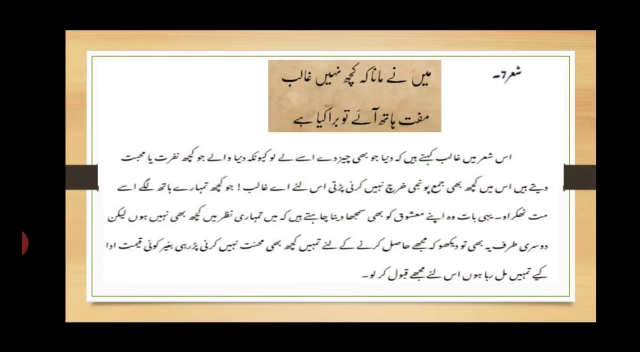 شعر7۔
میں نے مانا کہ کچھ نہیں غالب
مفت ہاتھ آئے تو برا کیا ہے
اس شعر میں غالب کہتے ہیں کہ دنیا جو بھی چیز دے اسے لے لو کیونکہ دنیا والے جو کچھ نفرت یا محبت
دیتے ہیں اس میں کچھ بھی جمع پونجی خرچ نہیں کرنی پڑتی اس لئے اے غالب ! جو کچھ تمہارے ہاتھ لگے اسے
مت ٹھکراو۔ یہی بات وہ اپنے معشوق کو بھی سمجھا دینا چاہتے ہیں کہ میں تمہاری نظر میں کچھ بھی نہیں ہوں لیکن
دوسری طرف یہ بھی تو دیکھو کہ مجھے حاصل کرنے کے لئے تمہیں کچھ بھی محنت نہیں کرنی پڑ رہی بغیر کوئی قیمت ادا
کیے تمہیں مل رہا ہوں اس لئے مجھے قبول کر لو۔